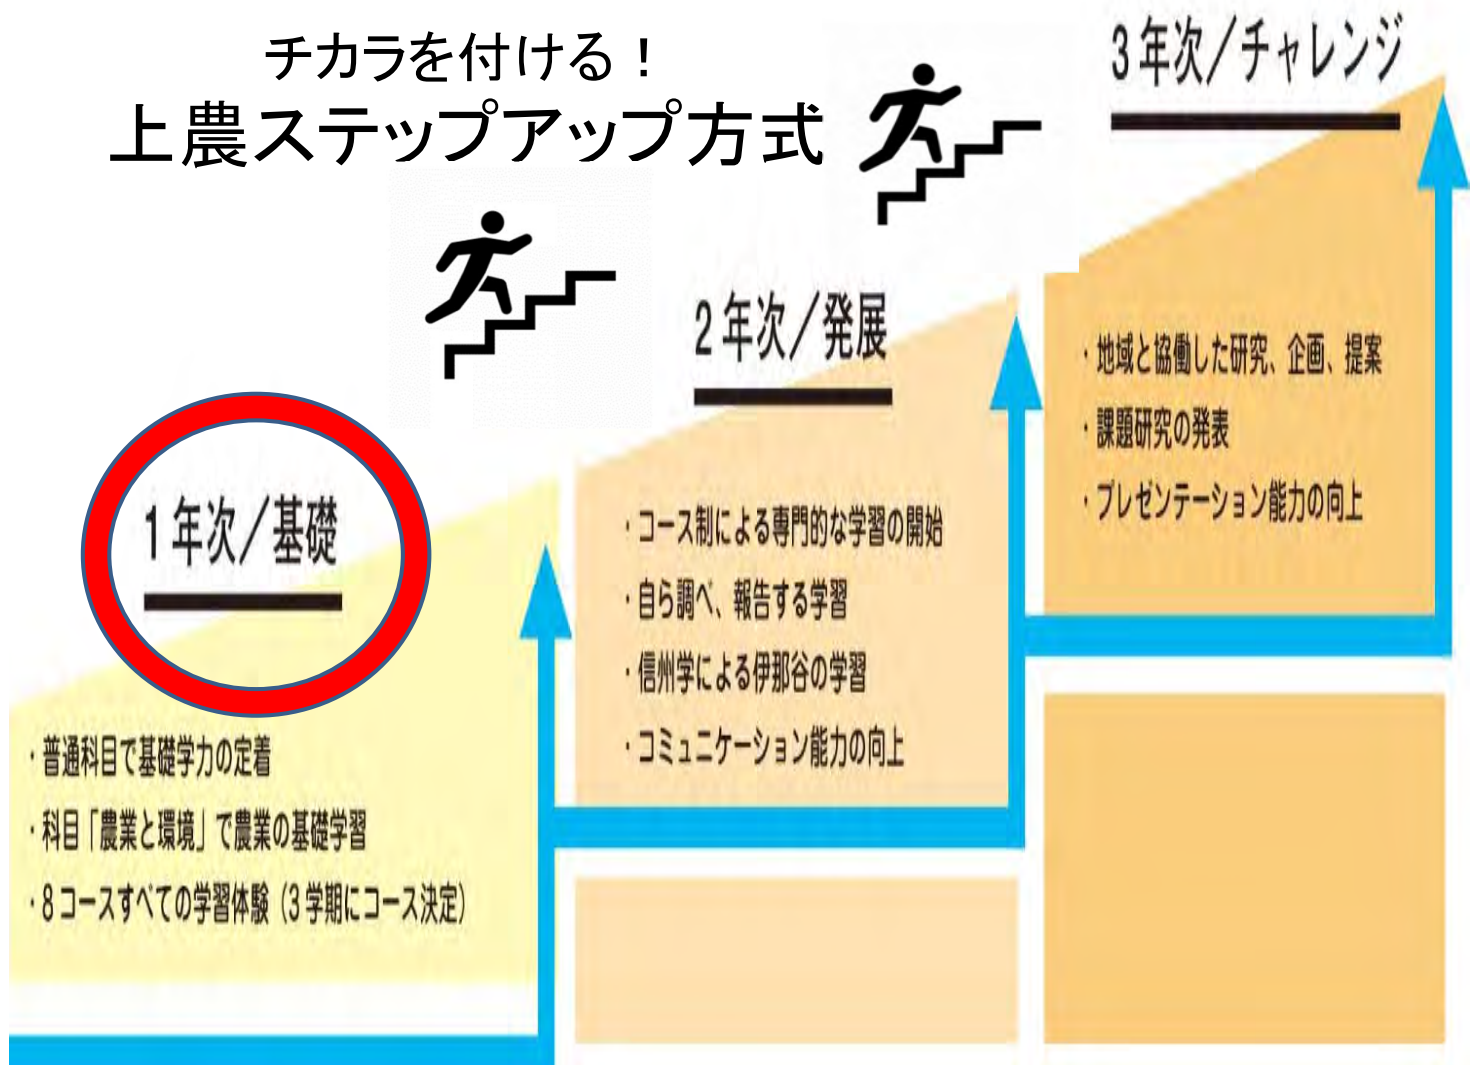 チカラを付ける！
上農ステップアップ方式
1年次／基礎
・普通科目で基礎学力の定着
・科目「農業と環境」で農業の基礎学習
・8コースすべての学習体験（3学期にコース決定）
2年次／発展
・コース制による専門的な学習の開始
・自ら調べ、報告する学習
・信州学による伊那谷の学習
・コミュニケーション能力の向上
3年次／チャレンジ
・地域と協働した研究、企画、提案
・課題研究の発表
・プレゼンテーション能力の向上